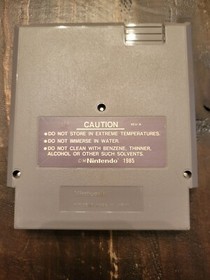 CAUTION
●DO NOT STORE IN EXTREME TEMPERATURES.
●DO NOT IMMERSE IN WATER.
●DO NOT CLEAN WITH BENZENE, THINNER,
ALCOHOL OR OTHER SUCH SOLVENTS.
©Nintendo 1985